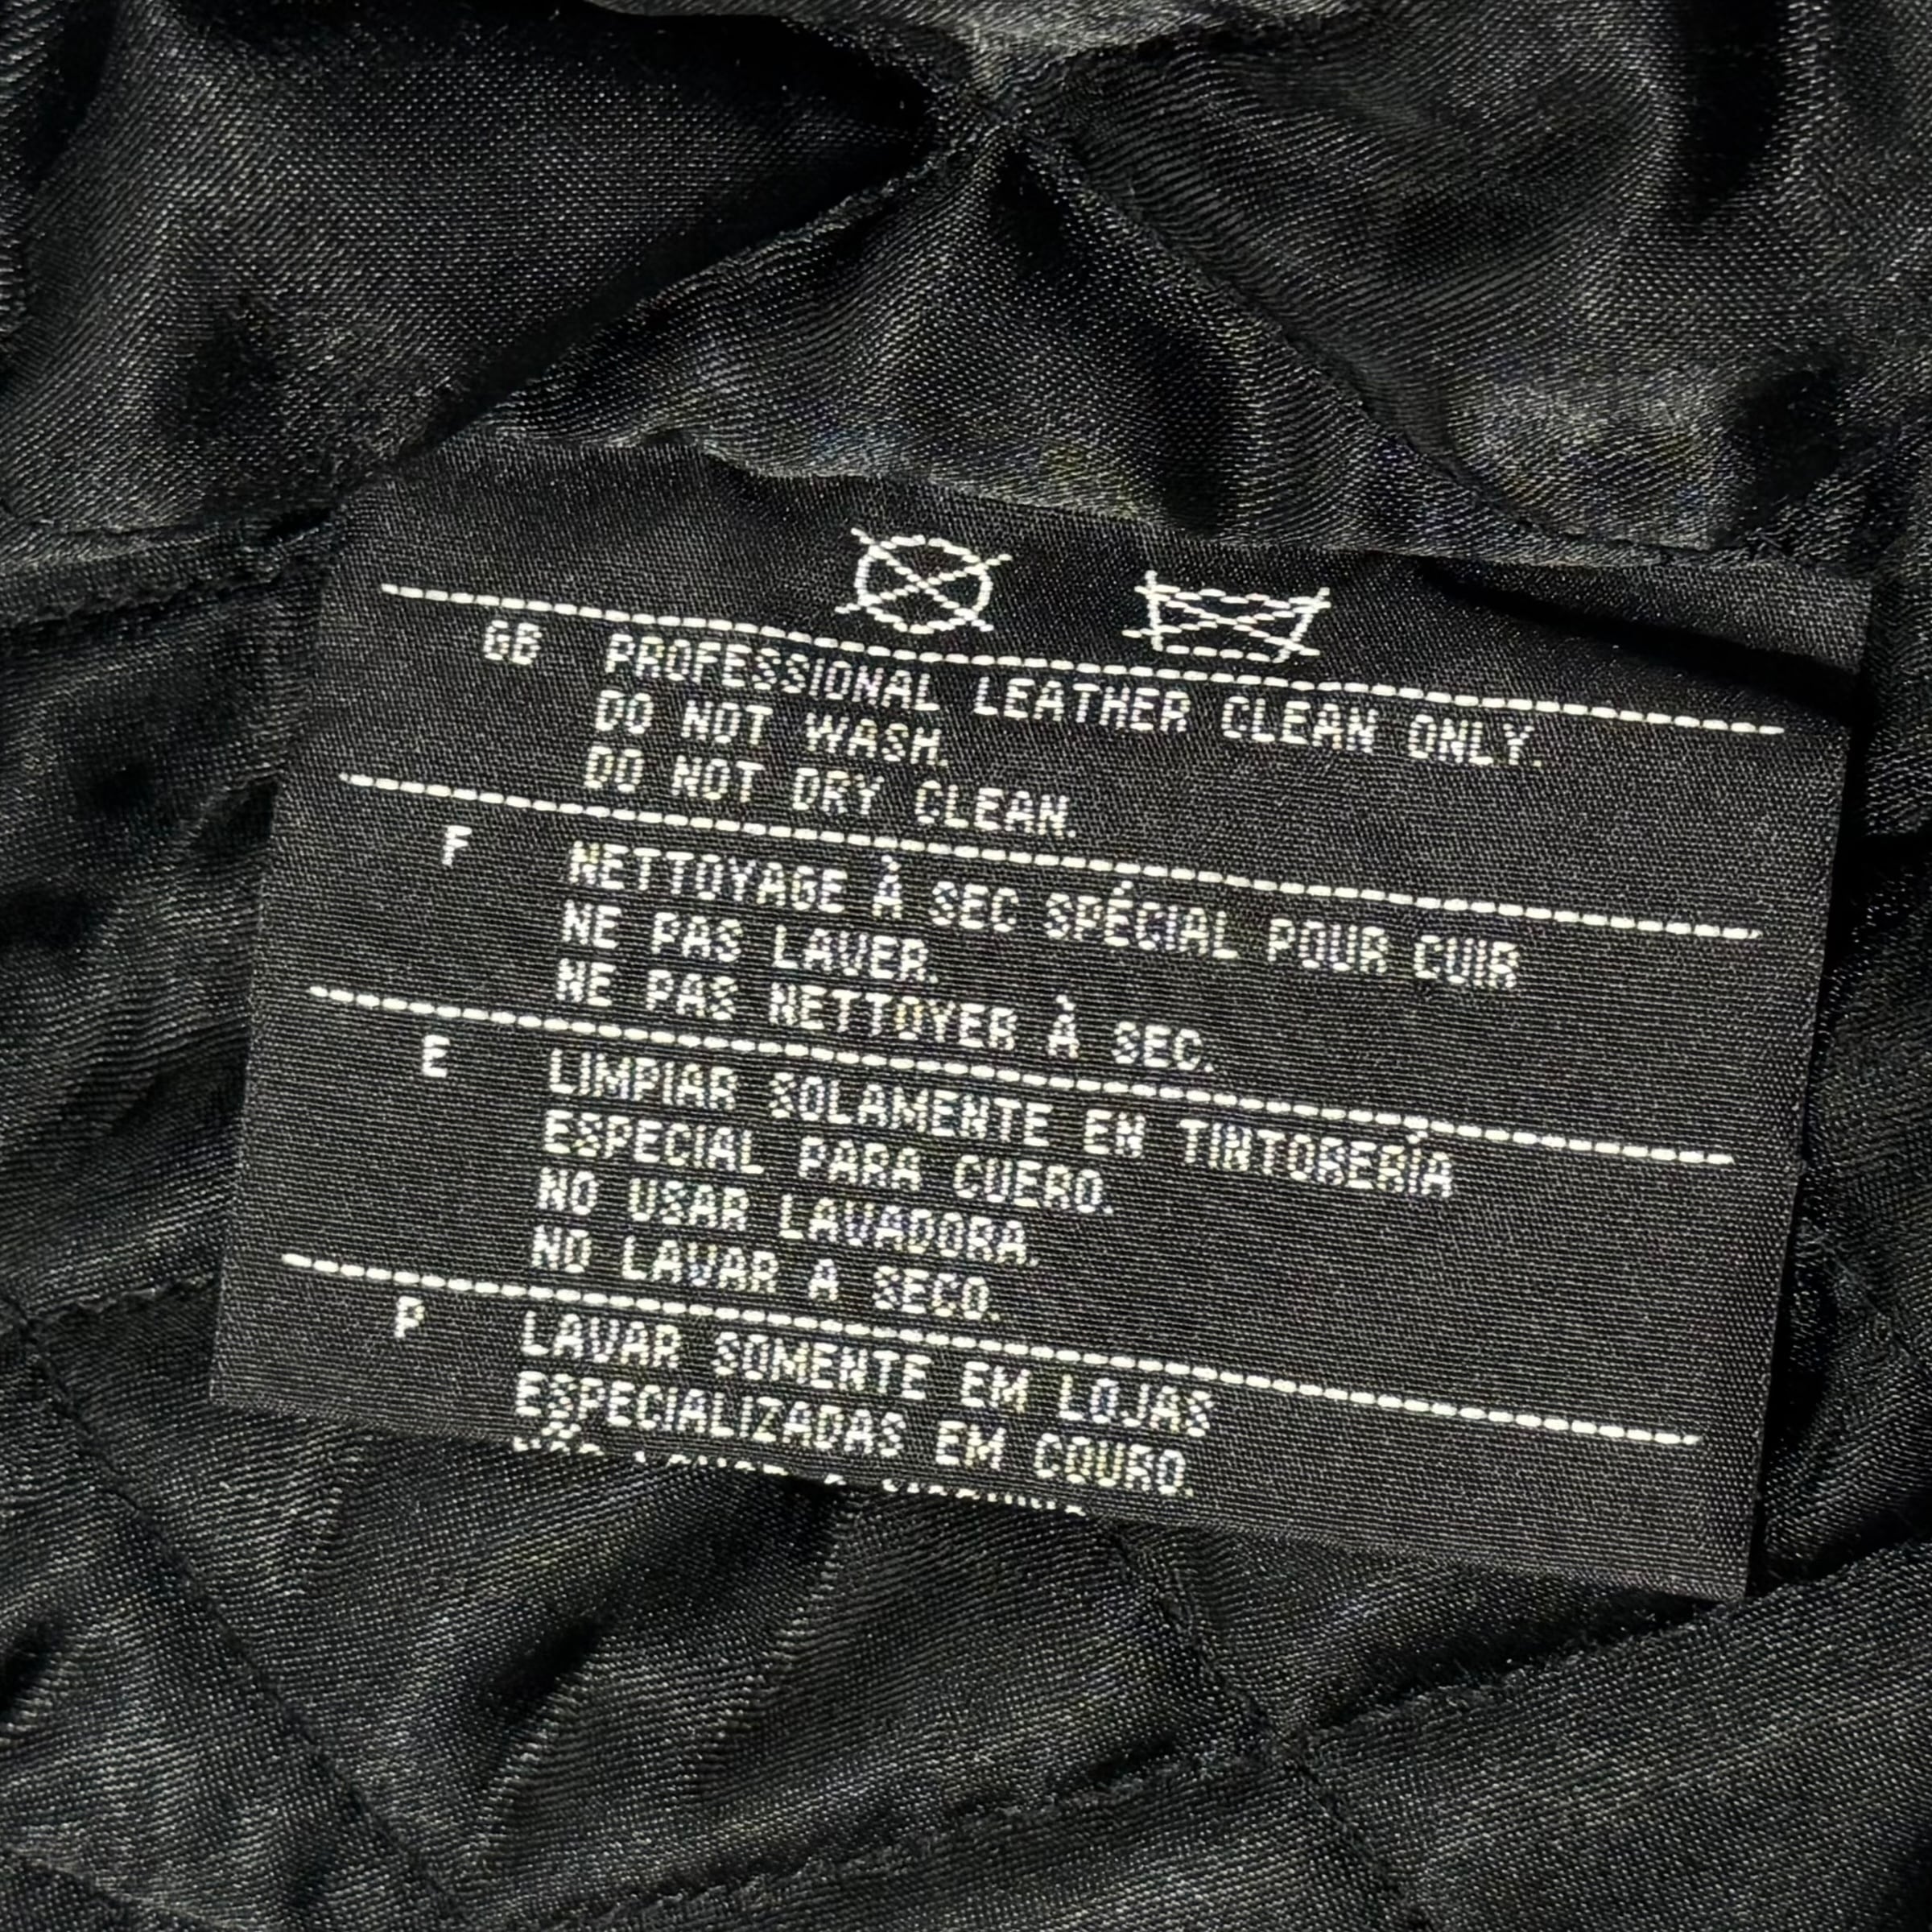 GB PROFESSIONAL LEATHER CLEAN ONLY.
DO NOT WASH.
DO NOT DRY CLEAN.
F NETTOYAGE À SEC SPÉCIAL POUR CUIR
NE PAS LAVER.
NE PAS NETTOYER À SEC.
E LIMPIAR SOLAMENTE EN TINTORERÍA
ESPECIAL PARA CUERO.
NO USAR LAVADORA.
NO LAVAR A SECO.
P LAVAR SOMENTE EM LOJAS
ESPECIALIZADAS EM COURO.